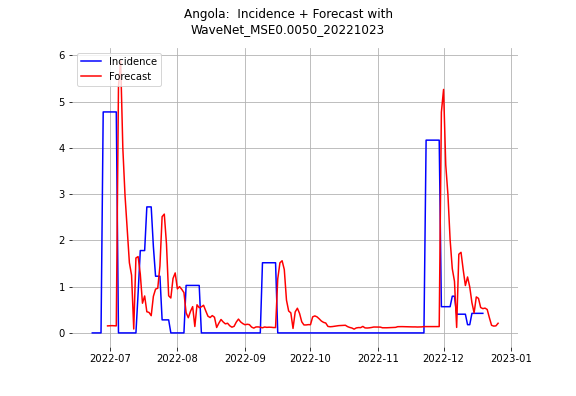 Angola:  Incidence + Forecast with
WaveNet_MSE0.0050_20221023
Incidence
Forecast
6
5
4
3
2
1
0
2022-07 2022-08 2022-09 2022-10 2022-11 2022-12 2023-01